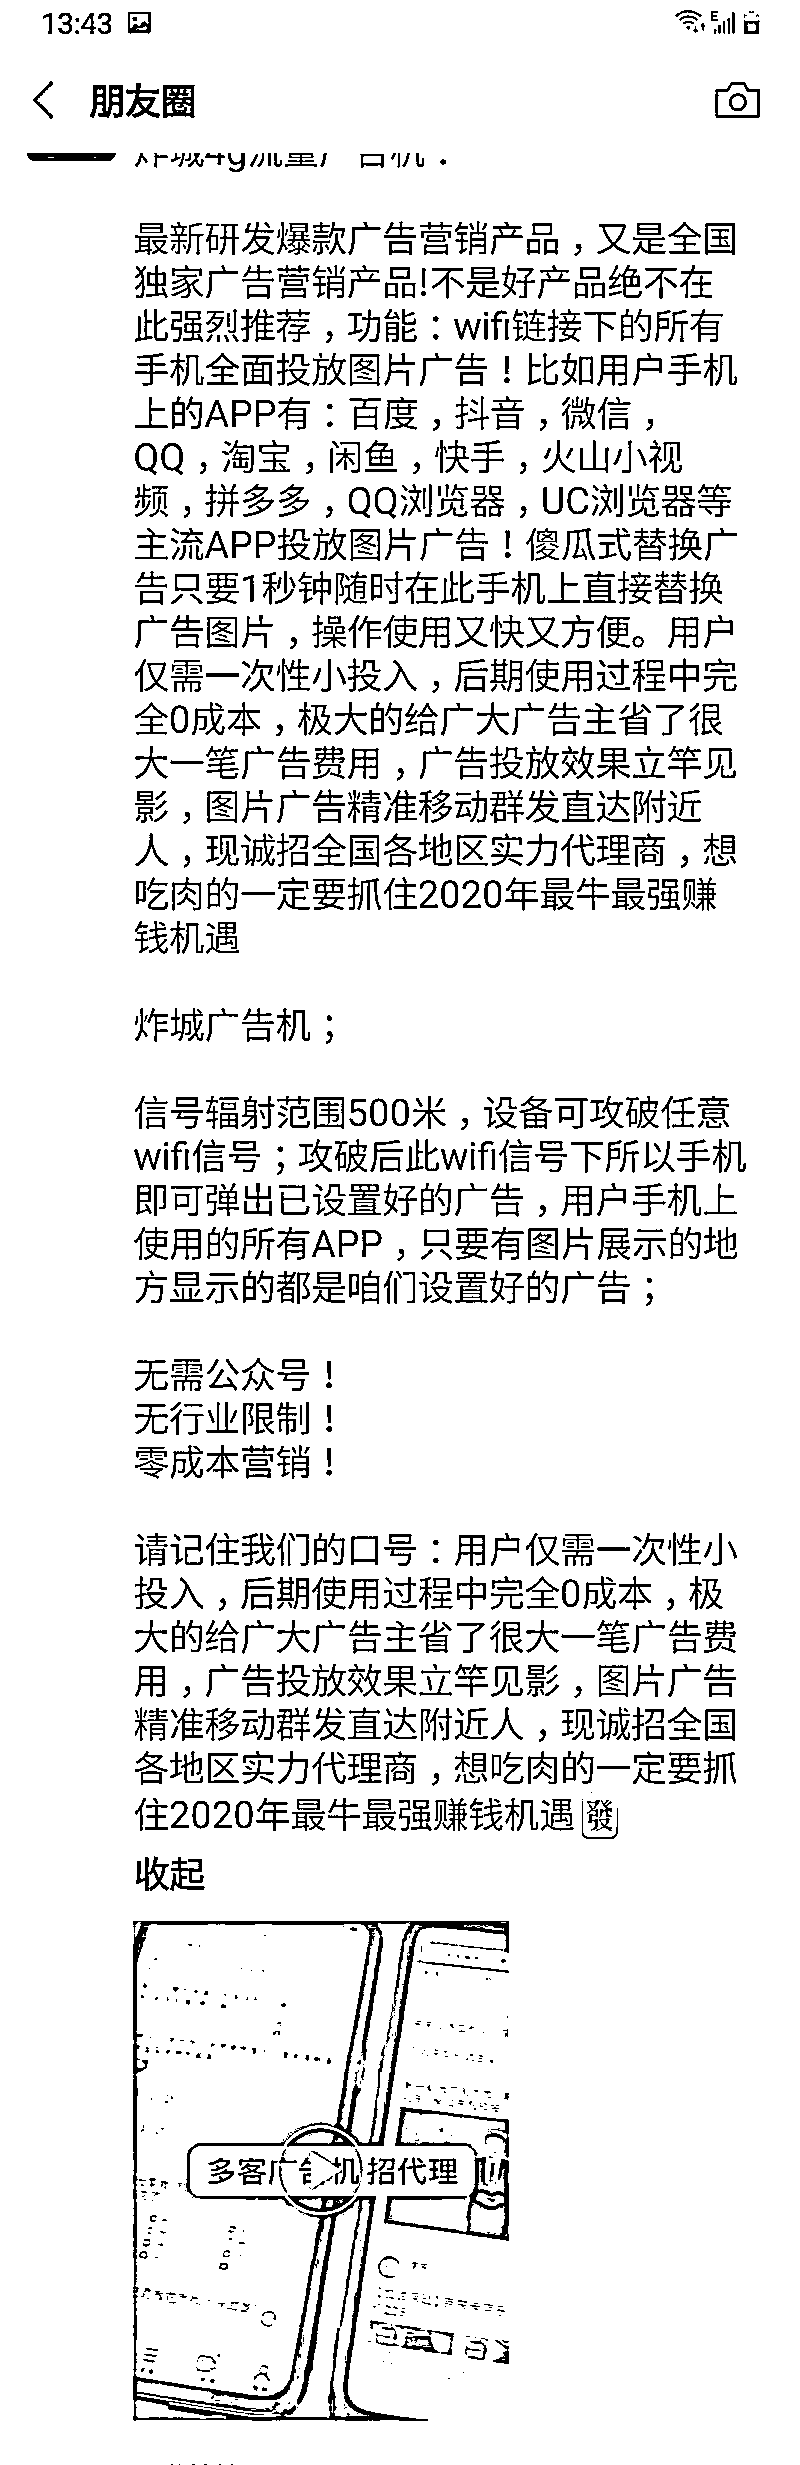 13:43
朋友圈
炸城4g流量广告机：
最新研发爆款广告营销产品，又是全国
独家广告营销产品!不是好产品绝不在
此强烈推荐，功能：wifi链接下的所有
手机全面投放图片广告！比如用户手机
上的APP有：百度，抖音，微信，
QQ，淘宝，闲鱼，快手，火山小视
频，拼多多，QQ浏览器，UC浏览器等
主流APP投放图片广告！傻瓜式替换广
告只要1秒钟随时在此手机上直接替换
广告图片，操作使用又快又方便。用户
仅需一次性小投入，后期使用过程中完
全0成本，极大的给广大广告主省了很
大一笔广告费用，广告投放效果立竿见
影，图片广告精准移动群发直达附近
人，现诚招全国各地区实力代理商，想
吃肉的一定要抓住2020年最牛最强赚
钱机遇
炸城广告机；
信号辐射范围500米，设备可攻破任意
wifi信号；攻破后此wifi信号下所以手机
即可弹出已设置好的广告，用户手机上
使用的所有APP，只要有图片展示的地
方显示的都是咱们设置好的广告；
无需公众号！
无行业限制！
零成本营销！
请记住我们的口号：用户仅需一次性小
投入，后期使用过程中完全0成本，极
大的给广大广告主省了很大一笔广告费
用，广告投放效果立竿见影，图片广告
精准移动群发直达附近人，现诚招全国
各地区实力代理商，想吃肉的一定要抓
住2020年最牛最强赚钱机遇發
收起
多客广告机 招代理